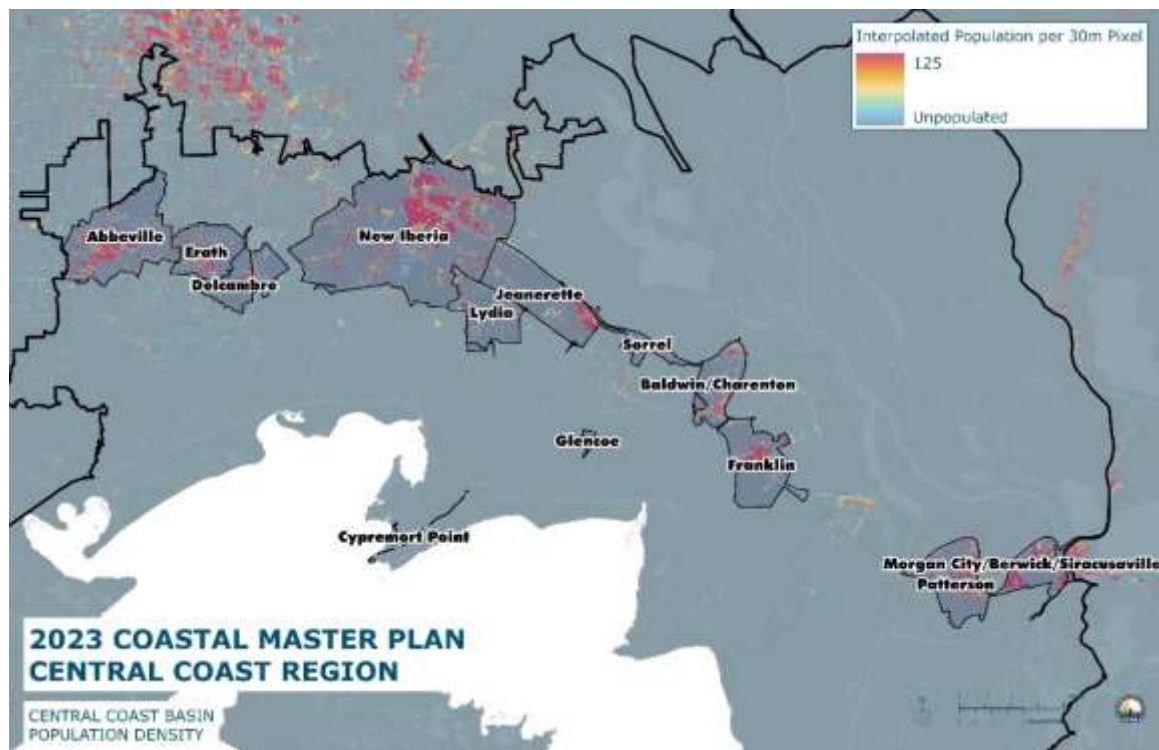 Interpolated Population per 30m Pixel
125
Unpopulated
Abbeville
Erath
New Iberia
Delcambre
Jeanerette
Lydia
Sorrel
Baldwin/Charenton
Glencoe
Franklin
Cypremort Point
Morgan City/Berwick/Siracusaville
Patterson
2023 COASTAL MASTER PLAN
CENTRAL COAST REGION
CENTRAL COAST BASIN
POPULATION DENSITY